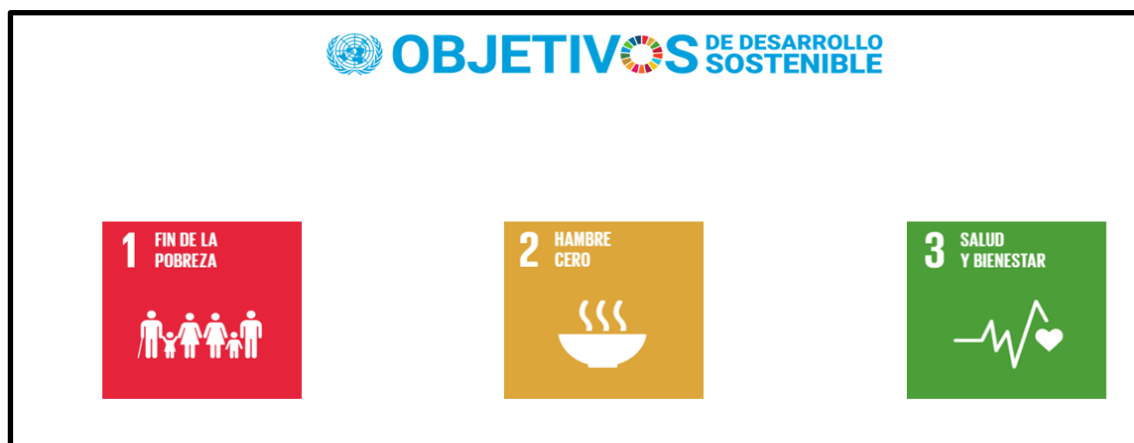 OBJETIVOS DE DESARROLLO
SOSTENIBLE
1 FIN DE LA
POBREZA
2 HAMBRE
CERO
3 SALUD
Y BIENESTAR